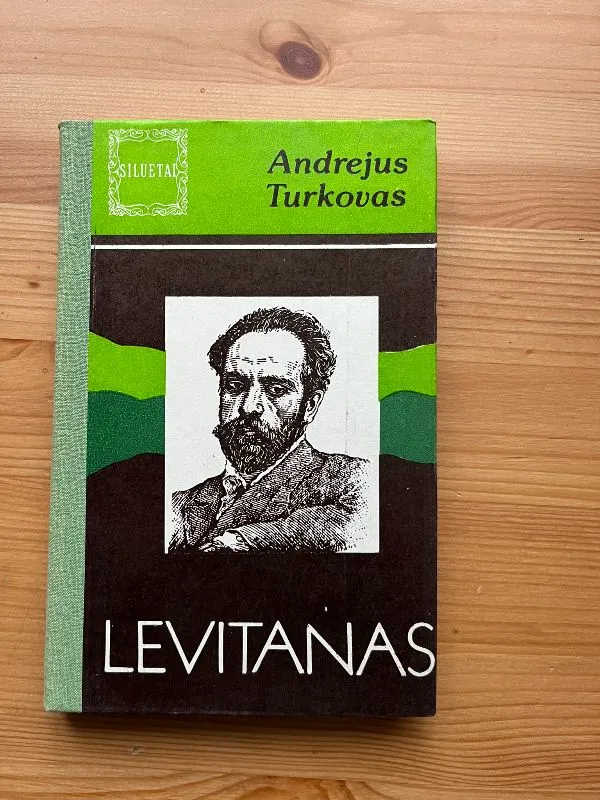 SILUETAI
Andrejus
Turkovas
LEVITANAS